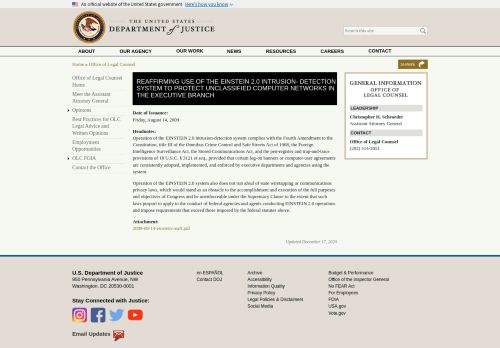 An official website of the United States government Here's how you know
THE UNITED STATES
DEPARTMENT of JUSTICE
Search this site
ABOUT OUR AGENCY OUR WORK NEWS RESOURCES CAREERS CONTACT
Home » Office of Legal Counsel
SHARE
Office of Legal Counsel Home
Meet the Assistant Attorney General
Opinions
Best Practices for OLC Legal Advice and Written Opinions
Employment Opportunities
OLC FOIA
Contact the Office
REAFFIRMING USE OF THE EINSTEIN 2.0 INTRUSION- DETECTION
SYSTEM TO PROTECT UNCLASSIFIED COMPUTER NETWORKS IN
THE EXECUTIVE BRANCH
Date of Issuance:
Friday, August 14, 2009
Headnotes:
Operation of the EINSTEIN 2.0 intrusion-detection system complies with the Fourth Amendment to the
Constitution, title III of the Omnibus Crime Control and Safe Streets Act of 1968, the Foreign
Intelligence Surveillance Act, the Stored Communications Act, and the pen register and trap-and-trace
provisions of 18 U.S.C. § 3121 et seq., provided that certain log-on banners or computer-user agreements
are consistently adopted, implemented, and enforced by executive departments and agencies using the
system.
Operation of the EINSTEIN 2.0 system also does not run afoul of state wiretapping or communications
privacy laws, which would stand as an obstacle to the accomplishment and execution of the full purposes
and objectives of Congress and be unenforceable under the Supremacy Clause to the extent that such
laws purport to apply to the conduct of federal agencies and agents conducting EINSTEIN 2.0 operations
and impose requirements that exceed those imposed by the federal statutes above.
Attachment:
2009-08-14-einstein-reaff.pdf
Updated December 17, 2020
GENERAL INFORMATION
OFFICE OF
LEGAL COUNSEL
LEADERSHIP
Christopher H. Schroeder
Assistant Attorney General
CONTACT
Office of Legal Counsel
(202) 514-2051
U.S. Department of Justice
950 Pennsylvania Avenue, NW
Washington, DC 20530-0001
Stay Connected with Justice:
Email Updates
en ESPAÑOL
Contact DOJ
Archive
Accessibility
Information Quality
Privacy Policy
Legal Policies & Disclaimers
Social Media
Budget & Performance
Office of the Inspector General
No FEAR Act
For Employees
FOIA
USA.gov
Vote.gov